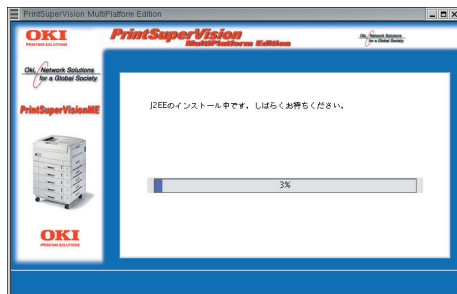 PrintSuperVision MultiPlatform Edition
OKI
PRINTING SOLUTIONS
PrintSuperVision
MultiPlatform Edition
Oki, Network Solutions
for a Global Society
Oki, Network Solutions
for a Global Society
PrintSuperVisionME
J2EEのインストール中です。しばらくお待ちください。
3%
OKI
PRINTING SOLUTIONS